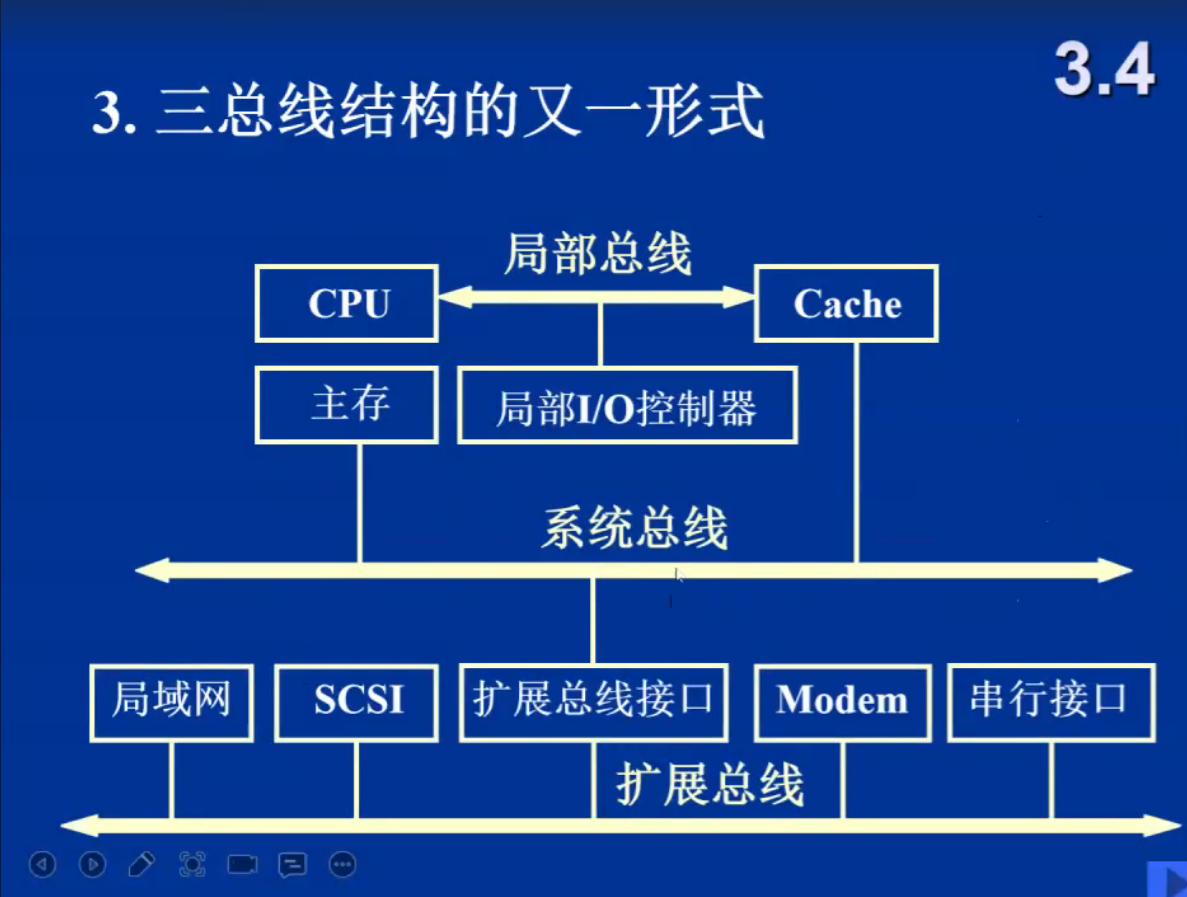 3.4
3. 三总线结构的又一形式
局部总线
CPU
Cache
主存
局部I/O控制器
系统总线
局域网
SCSI
扩展总线接口
Modem
串行接口
扩展总线